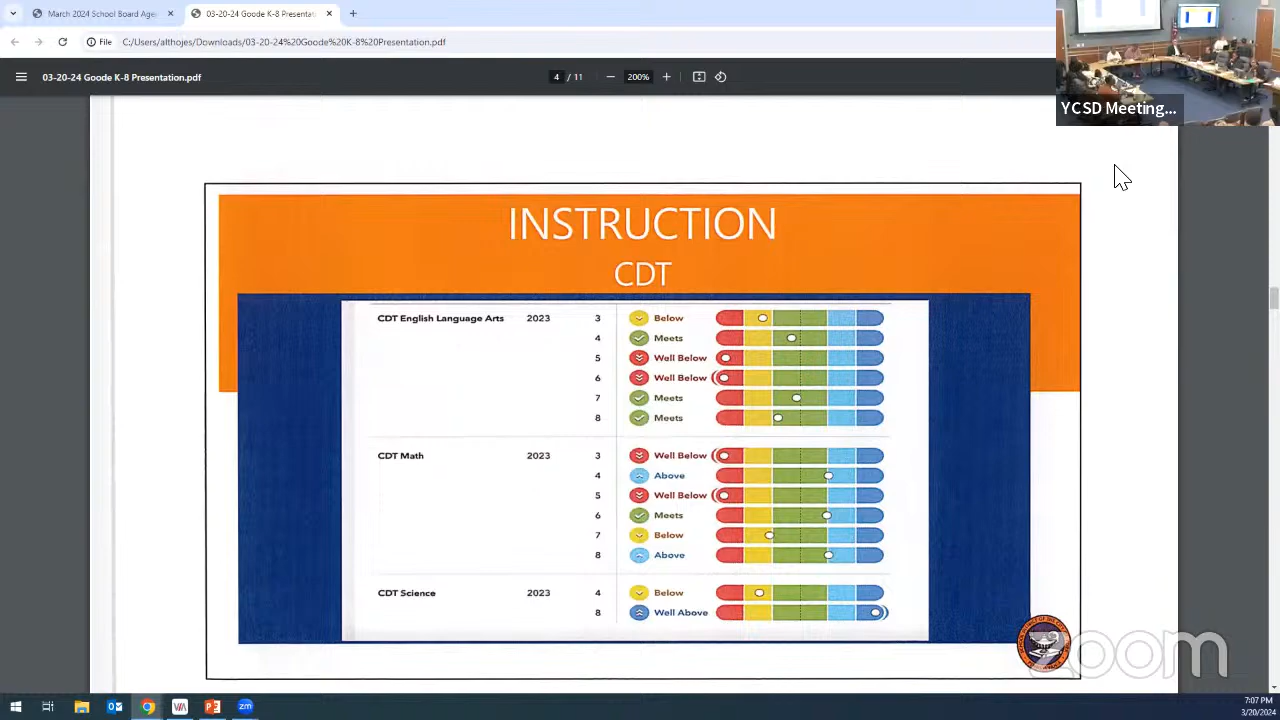 March 2024 School Board Age
03-20-24 Goode K-8 Presentat
File C:/Users/atthojes/Downloads/03-20-24%20Goode%20K-8%20Presentation.pdf
03-20-24 Goode K-8 Presentation.pdf 4 / 11 200%
YCSD Meeting...
INSTRUCTION
CDT
CDT English Language Arts 2023 3 Below
4 Meets
5 Well Below
6 Well Below
7 Meets
8 Meets
CDT Math 2023 3 Well Below
4 Above
5 Well Below
6 Meets
7 Below
8 Above
CDT Science 2023 4 Below
8 Well Above
zoom
7:07 PM
3/20/2024